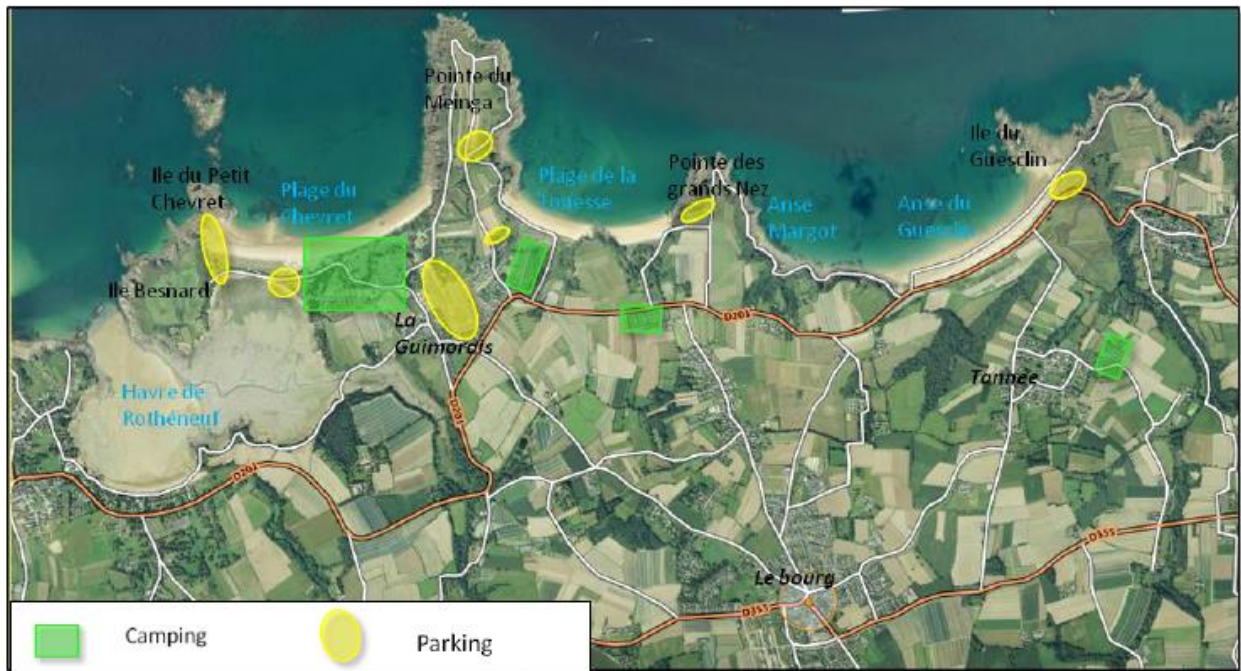 Pointe du
Meinga
Ile du Petit
Chevret
Plage du
Chevret
Plage de la
Touesse
Pointe des
grands Nez
Ile du
Guesclin
Anse
Margot
Anse du
Guesclin
Ile Besnard
La
Guimordis
D201
Tannée
Havre de
Rothéneuf
D201
D201
D355
Le bourg
D355
Camping
Parking